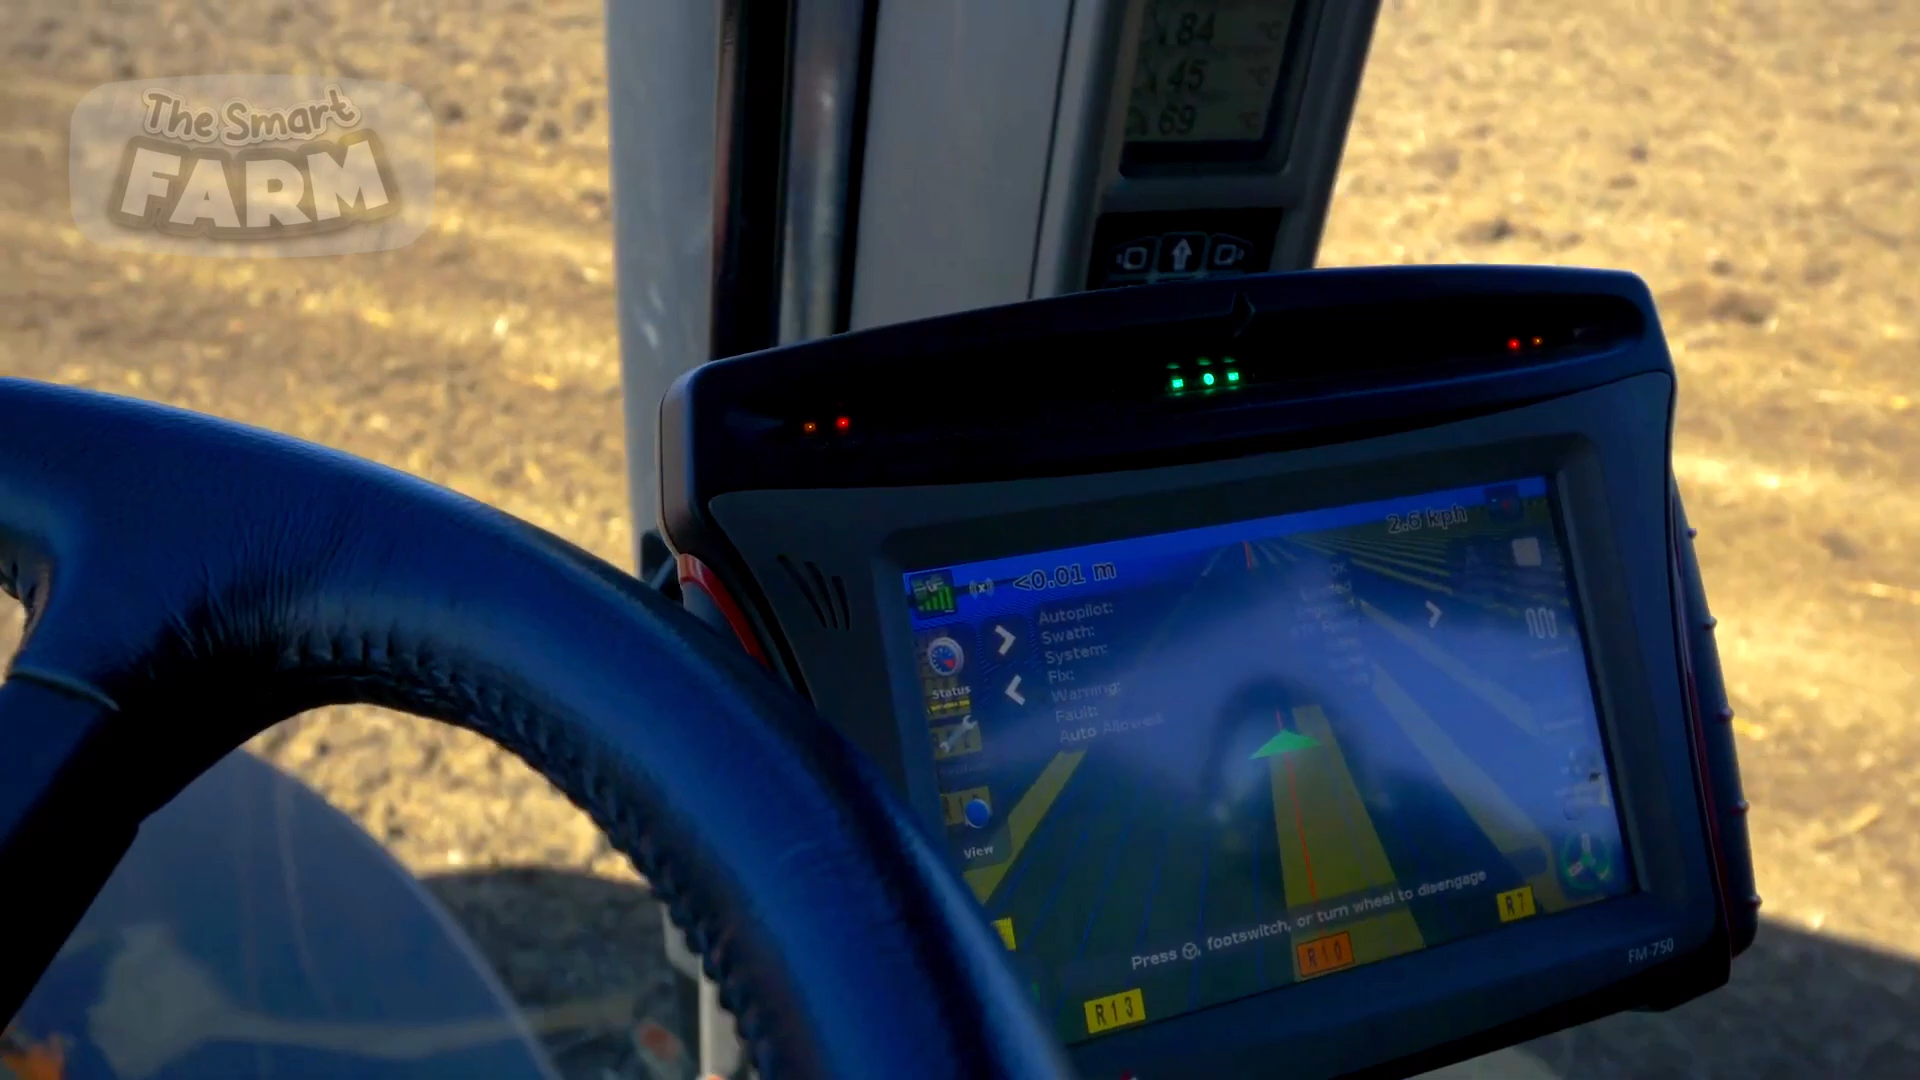 The Smart
FARM
84 °C
45 °C
69 °C
2.6 kph
<0.01 m
Autopilot:
Swath:
System:
Fix:
Warning:
Fault:
Auto Allowed
OK
Status
View
Press , footswitch, or turn wheel to disengage
R7
R10
R13
FM-750